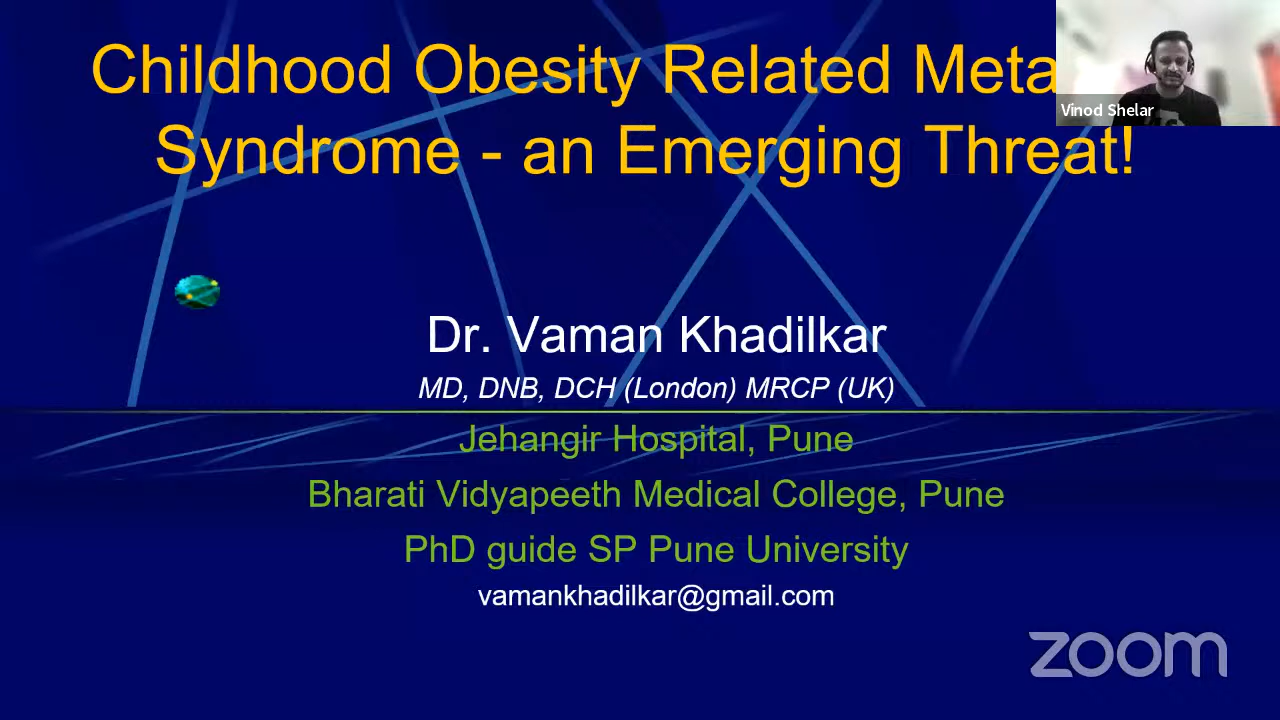 Childhood Obesity Related Meta
Syndrome - an Emerging Threat!
Vinod Shelar
Dr. Vaman Khadilkar
MD, DNB, DCH (London) MRCP (UK)
Jehangir Hospital, Pune
Bharati Vidyapeeth Medical College, Pune
PhD guide SP Pune University
vamankhadilkar@gmail.com
zoom